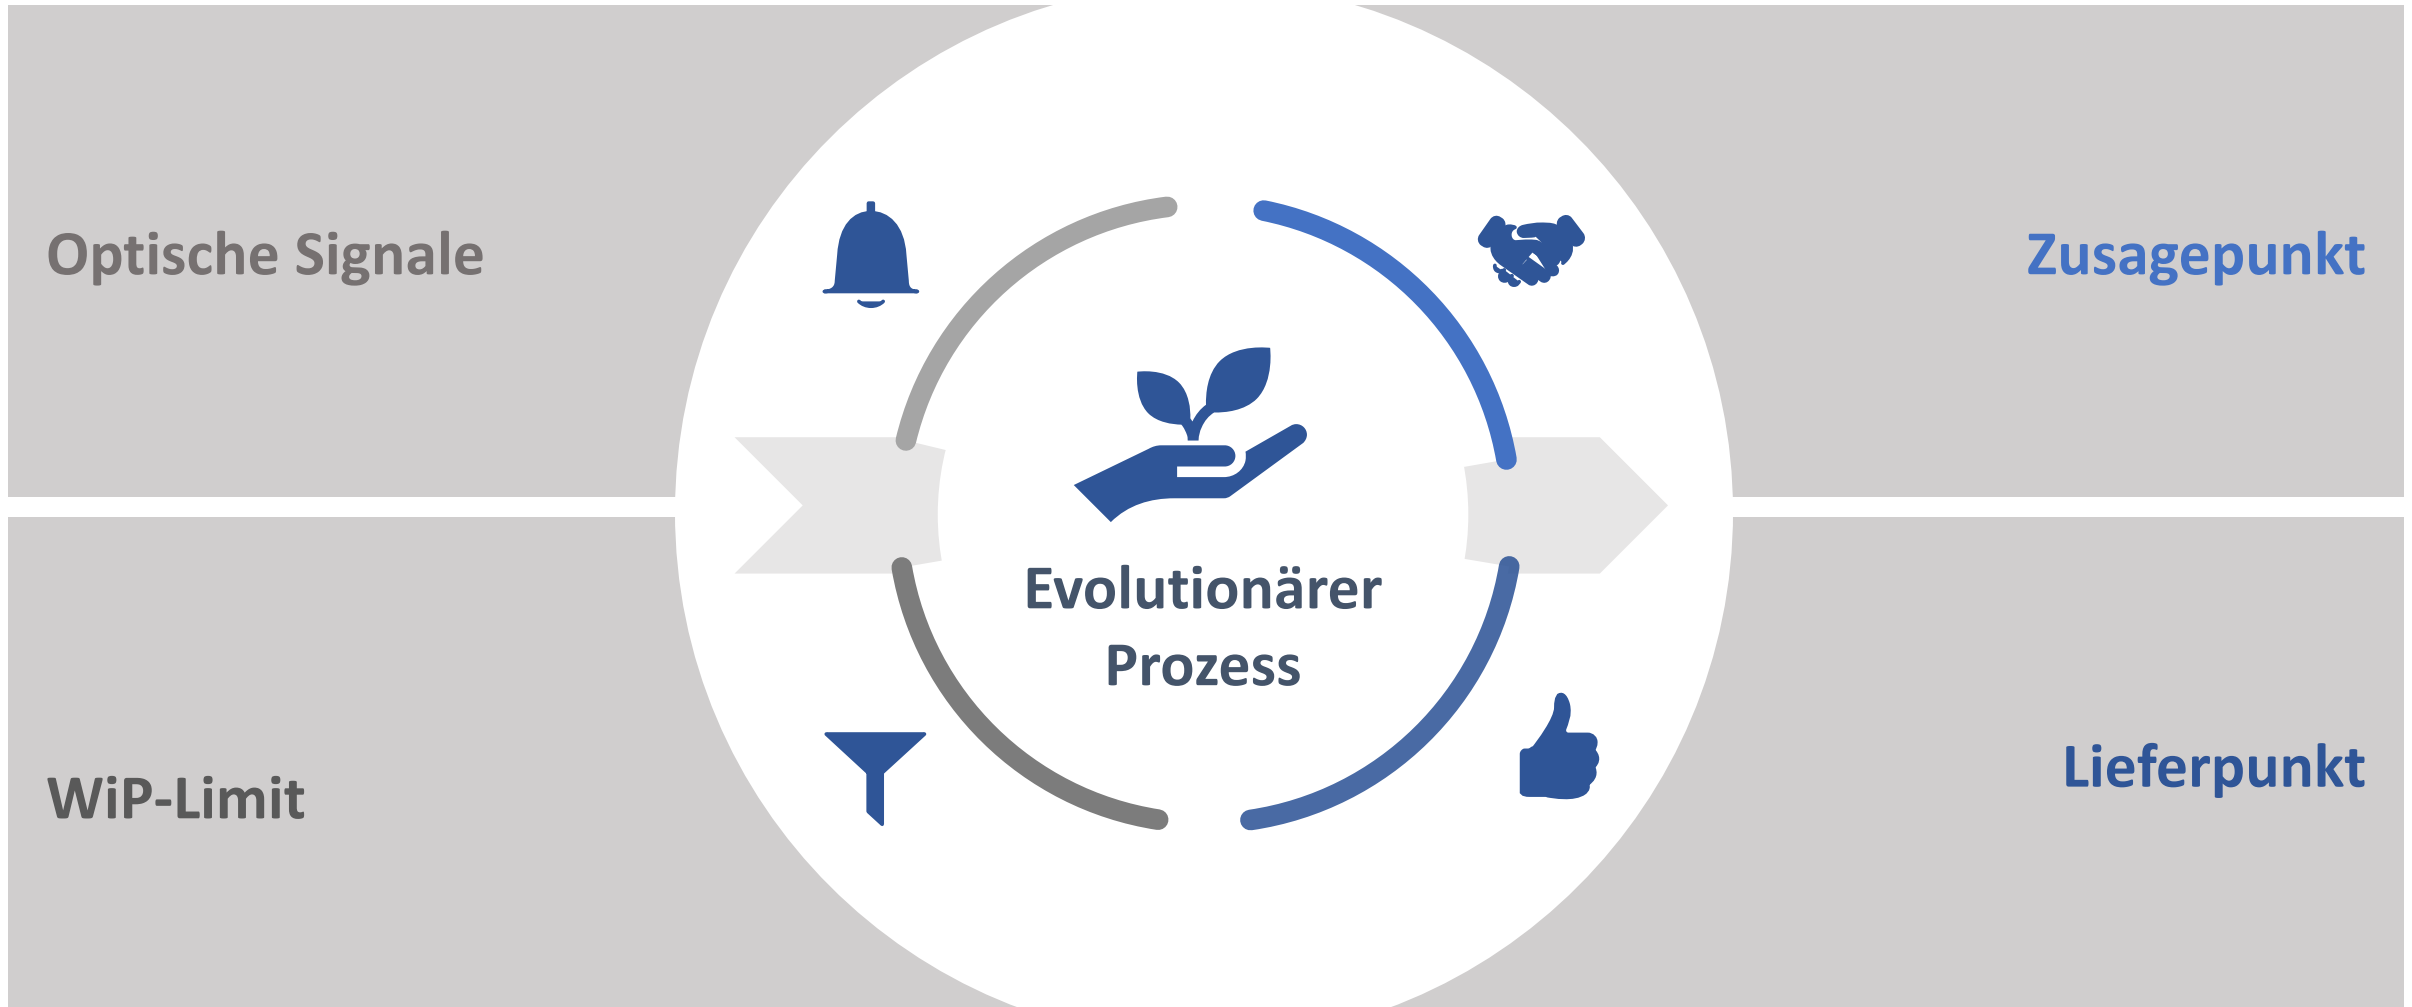 Optische Signale
Zusagepunkt
Evolutionärer
Prozess
WiP-Limit
Lieferpunkt